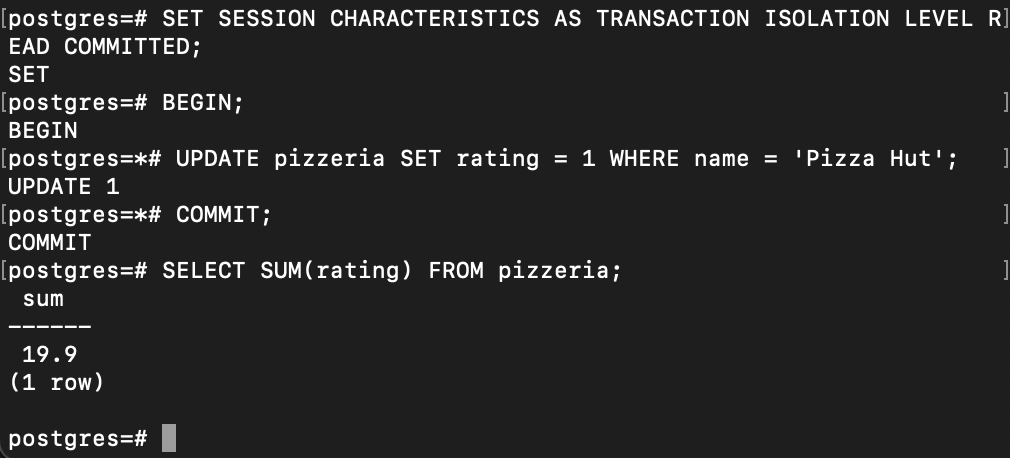 [postgres=# SET SESSION CHARACTERISTICS AS TRANSACTION ISOLATION LEVEL R]
EAD COMMITTED;
SET
[postgres=# BEGIN; ]
BEGIN
[postgres=*# UPDATE pizzeria SET rating = 1 WHERE name = 'Pizza Hut'; ]
UPDATE 1
[postgres=*# COMMIT; ]
COMMIT
[postgres=# SELECT SUM(rating) FROM pizzeria; ]
sum
------
19.9
(1 row)
postgres=#